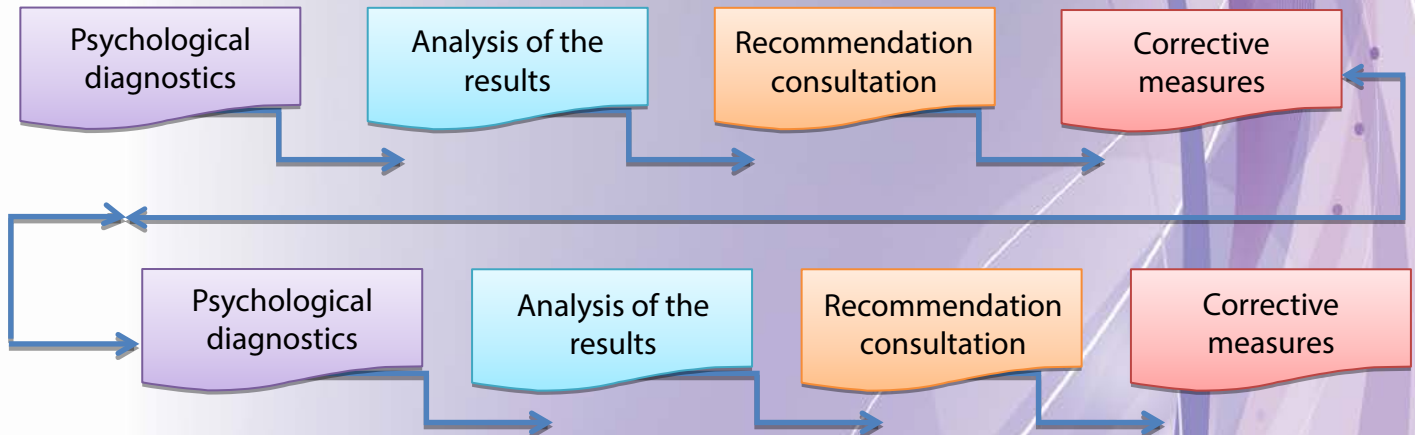 Psychological
diagnostics
Analysis of the
results
Recommendation
consultation
Corrective
measures
Psychological
diagnostics
Analysis of the
results
Recommendation
consultation
Corrective
measures